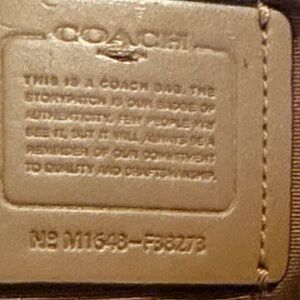 COACH
THIS IS A COACH BAG. THE
STORYPATCH IS OUR BADGE OF
AUTHENTICITY. FEW PEOPLE MAY
SEE IT, BUT IT WILL ALWAYS BE A
REMINDER OF OUR COMMITMENT
TO QUALITY AND CRAFTSMANSHIP.
Nº M1648-F38273